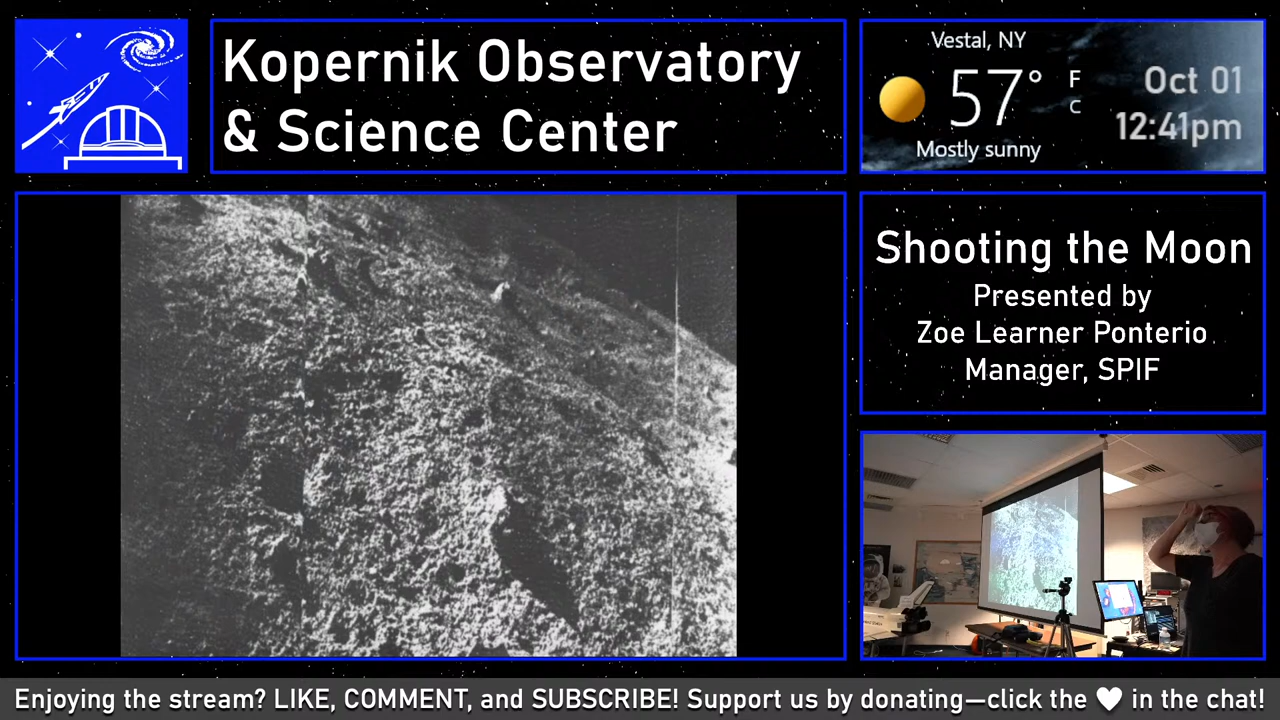 Kopernik Observatory
& Science Center
Vestal, NY
57° F
C
Mostly sunny
Oct 01
12:41pm
Shooting the Moon
Presented by
Zoe Learner Ponterio
Manager, SPIF
Enjoying the stream? LIKE, COMMENT, and SUBSCRIBE! Support us by donating—click the ♥ in the chat!